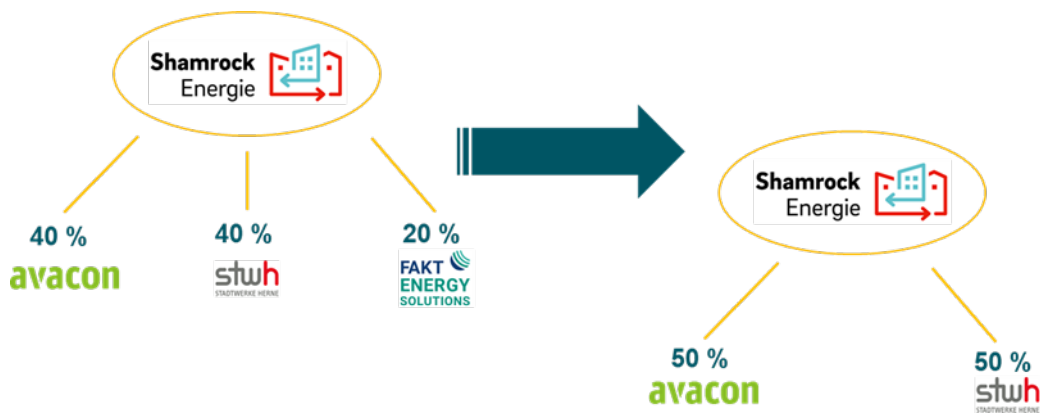 Shamrock
Energie
40 %
avacon
40 %
stwh
STADTWERKE HERNE
20 %
FAKT
ENERGY
SOLUTIONS
Shamrock
Energie
50 %
avacon
50 %
stwh
STADTWERKE HERNE